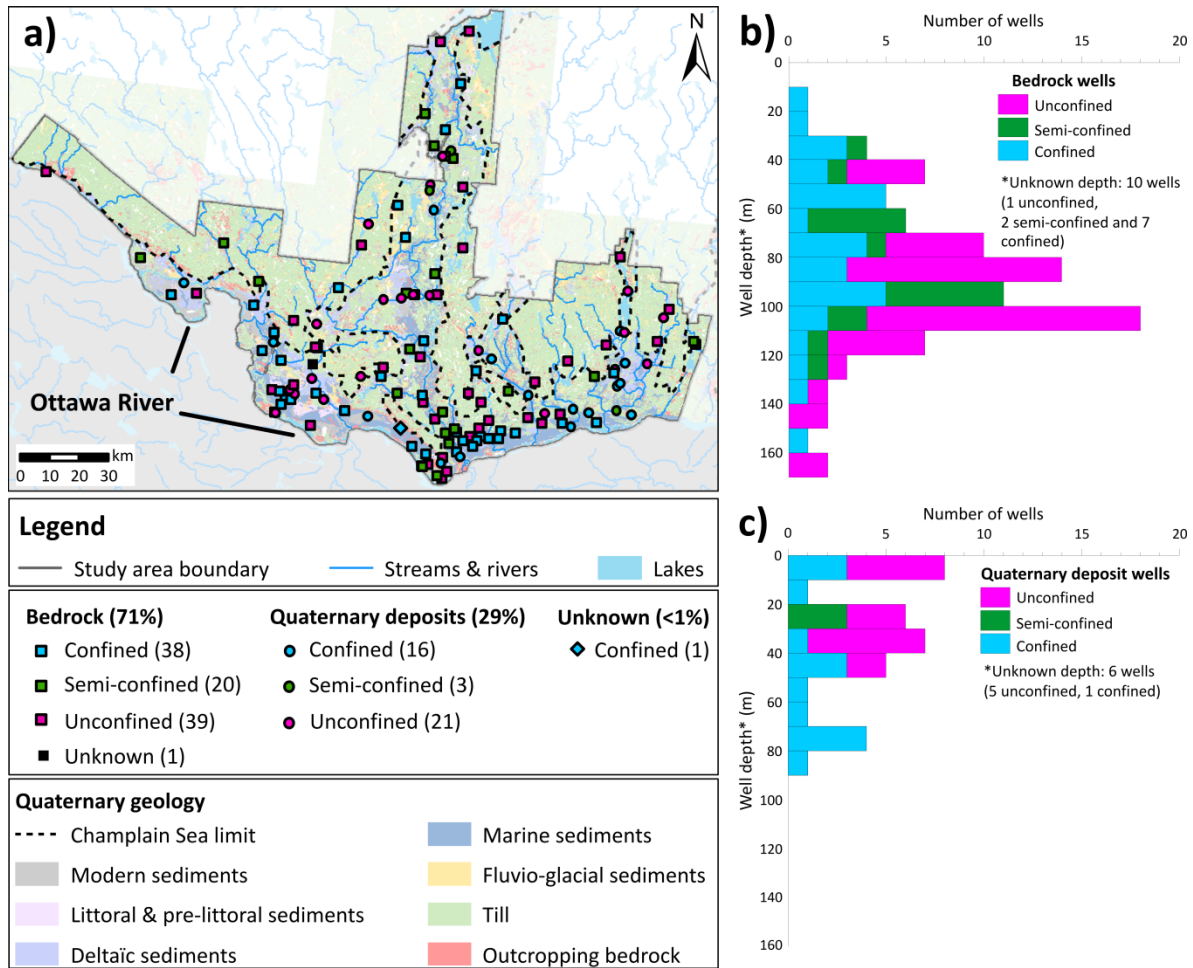 a)
N
Ottawa River
km
0 10 20 30
Legend
Study area boundary
Streams & rivers
Lakes
Bedrock (71%)
Confined (38)
Semi-confined (20)
Unconfined (39)
Unknown (1)
Quaternary deposits (29%)
Confined (16)
Semi-confined (3)
Unconfined (21)
Unknown (<1%)
Confined (1)
Quaternary geology
Champlain Sea limit
Modern sediments
Littoral & pre-littoral sediments
Deltaïc sediments
Marine sediments
Fluvio-glacial sediments
Till
Outcropping bedrock
b)
Number of wells
0 5 10 15 20
Well depth* (m)
0
20
40
60
80
100
120
140
160
Bedrock wells
Unconfined
Semi-confined
Confined
*Unknown depth: 10 wells
(1 unconfined,
2 semi-confined and 7
confined)
c)
Number of wells
0 5 10 15 20
Well depth* (m)
0
20
40
60
80
100
120
140
160
Quaternary deposit wells
Unconfined
Semi-confined
Confined
*Unknown depth: 6 wells
(5 unconfined, 1 confined)